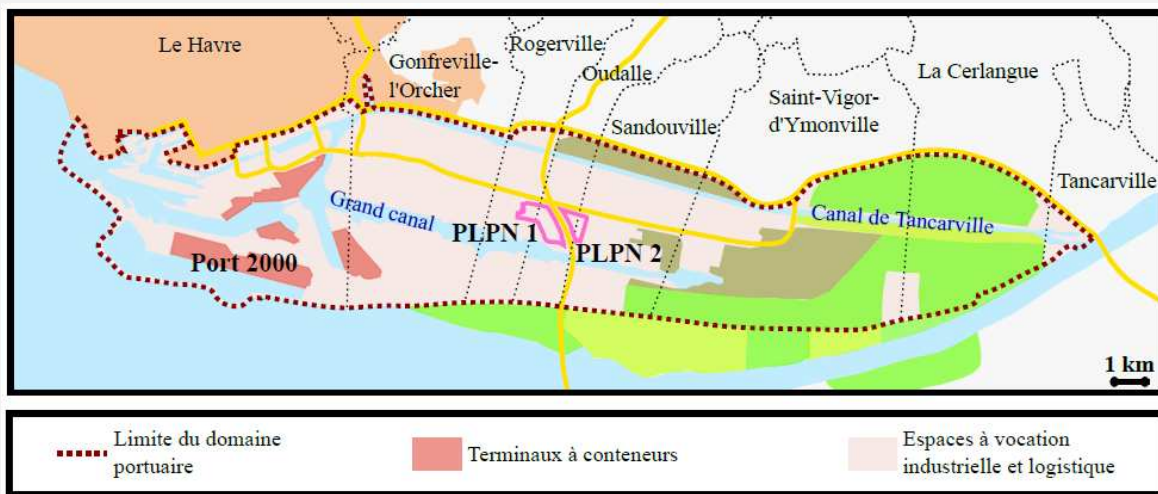 Le Havre
Rogerville
Gonfreville-
l'Orcher
Oudalle
La Cerlangue
Saint-Vigor-
d'Ymonville
Sandouville
Tancarville
Grand canal
Canal de Tancarville
PLPN 1
PLPN 2
Port 2000
1 km
Limite du domaine
portuaire
Terminaux à conteneurs
Espaces à vocation
industrielle et logistique